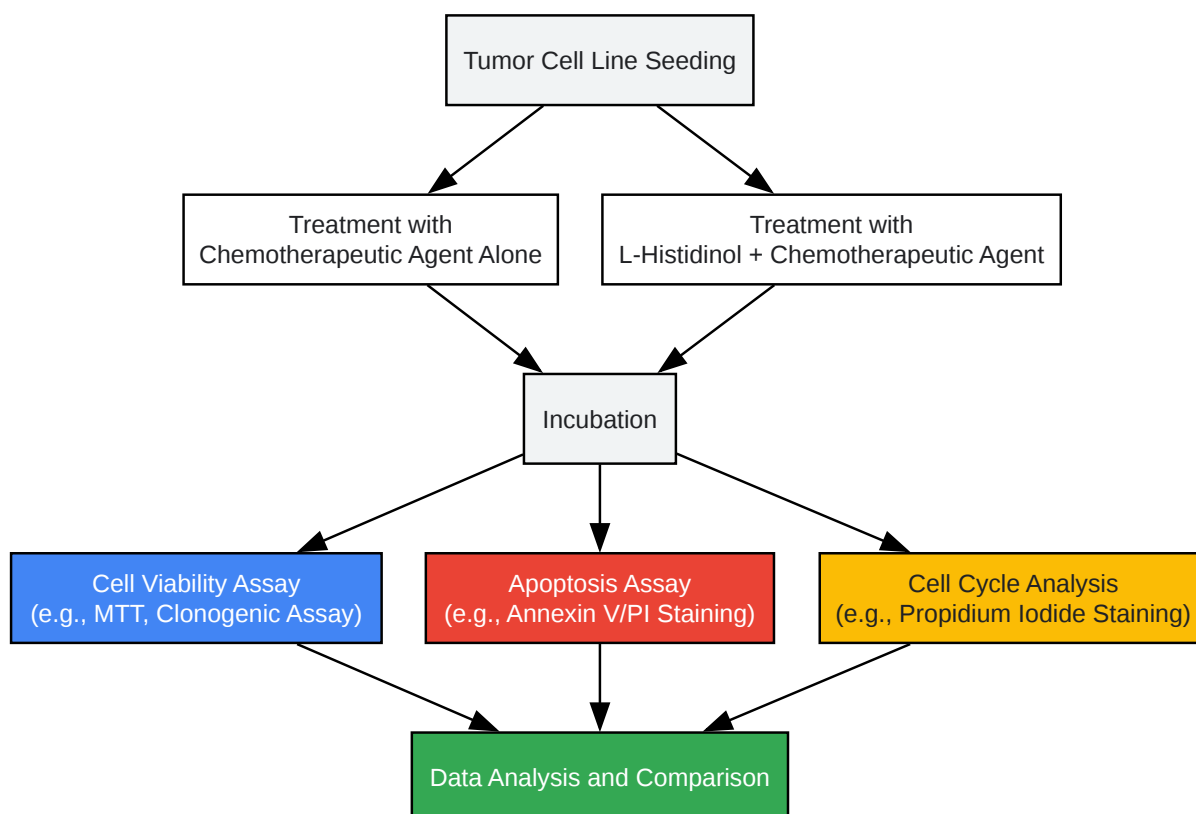 Tumor Cell Line Seeding
Treatment with
Chemotherapeutic Agent Alone
Treatment with
L-Histidinol + Chemotherapeutic Agent
Incubation
Cell Viability Assay
(e.g., MTT, Clonogenic Assay)
Apoptosis Assay
(e.g., Annexin V/PI Staining)
Cell Cycle Analysis
(e.g., Propidium Iodide Staining)
Data Analysis and Comparison